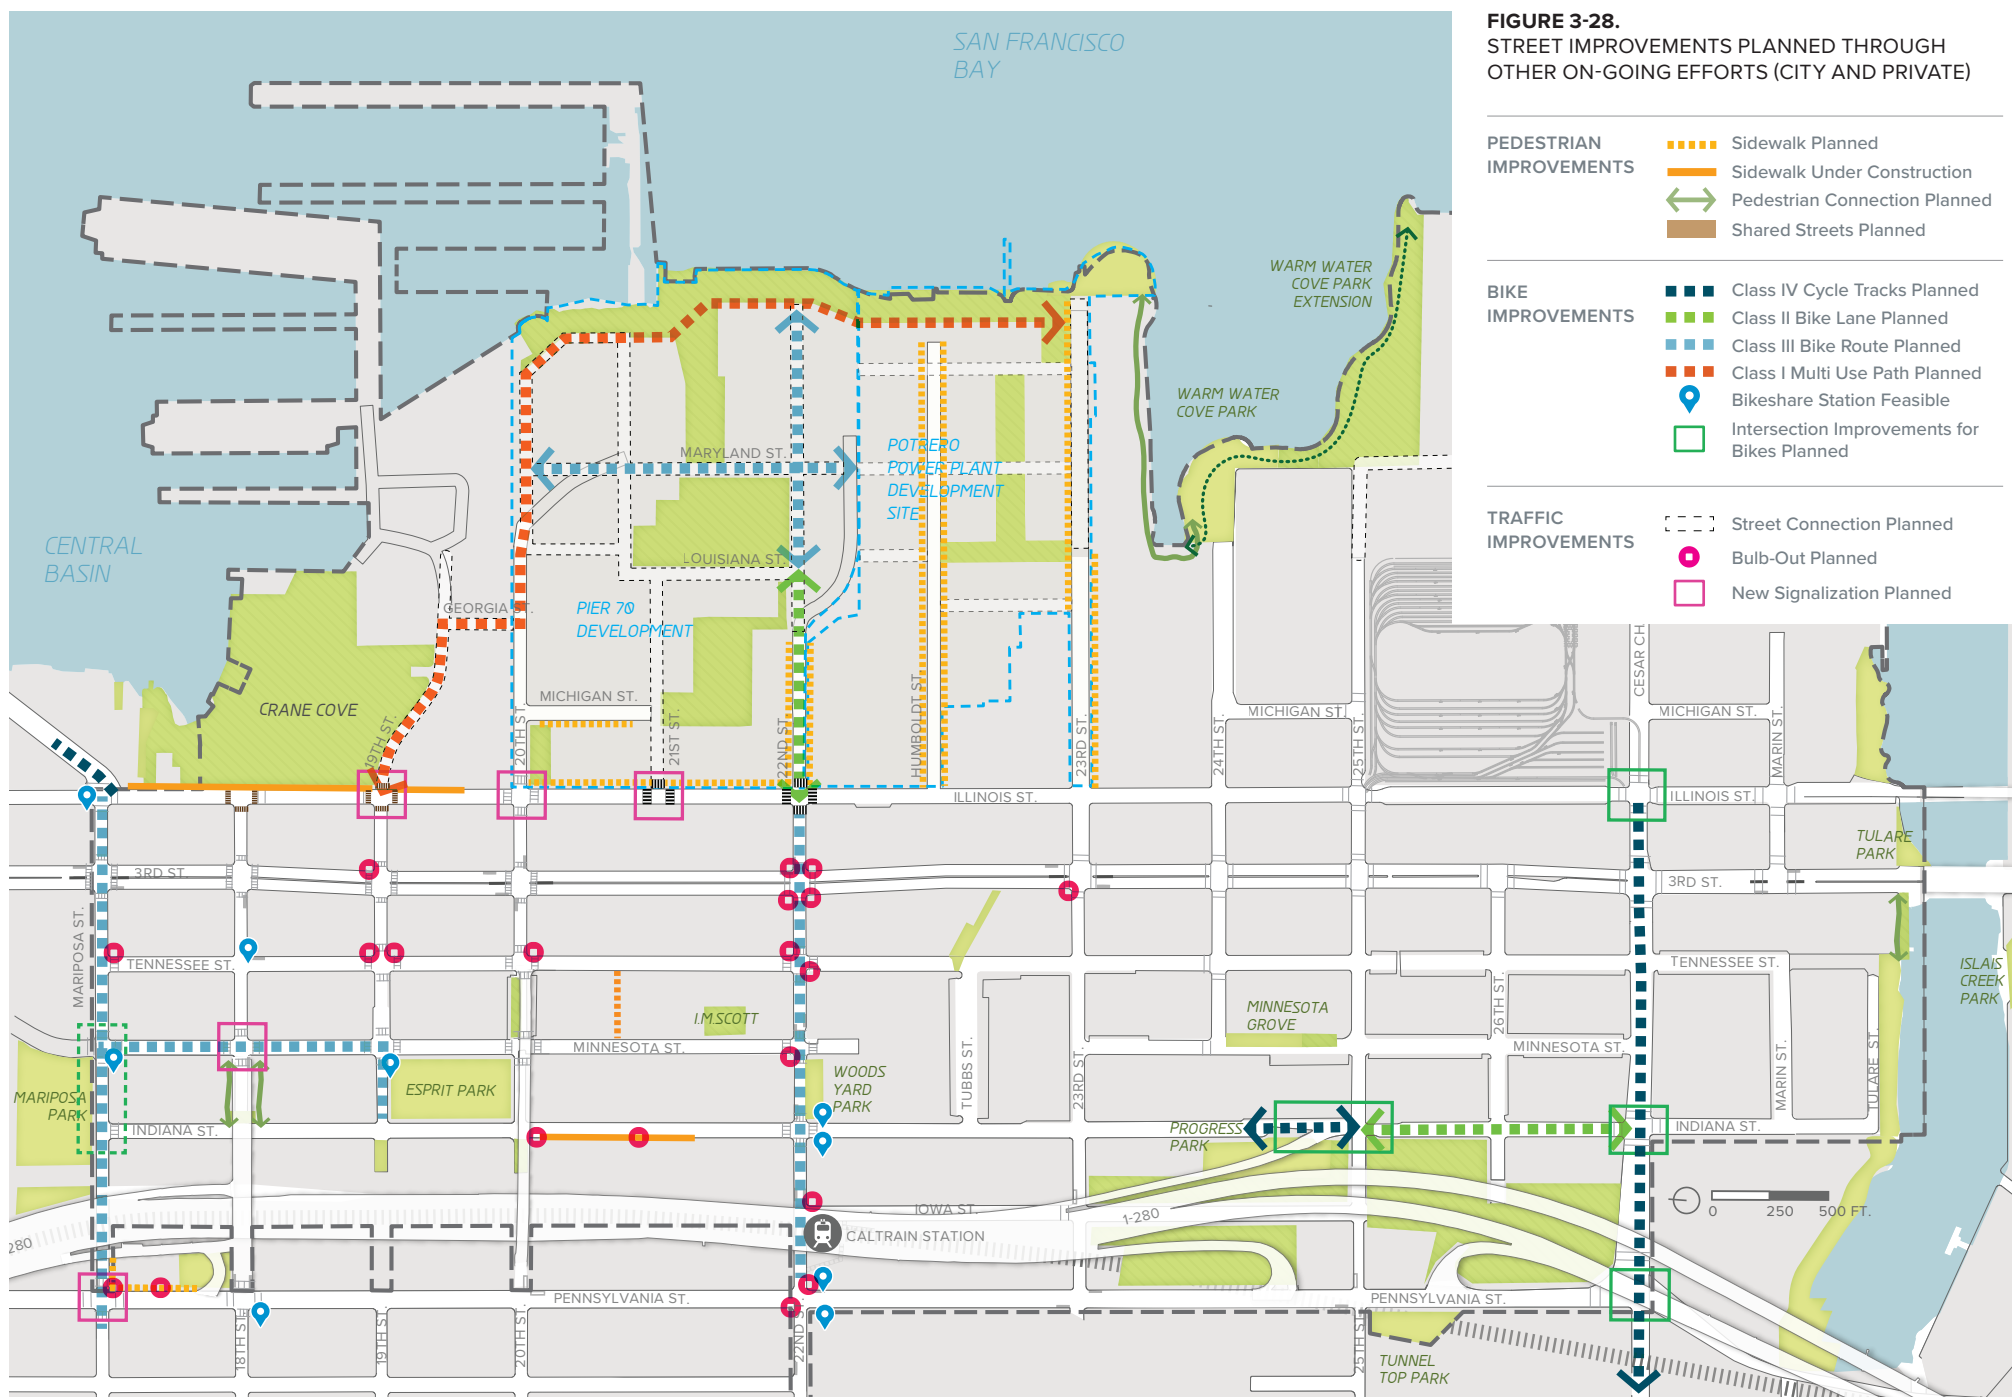 FIGURE 3-28.
STREET IMPROVEMENTS PLANNED THROUGH
OTHER ON-GOING EFFORTS (CITY AND PRIVATE)
PEDESTRIAN
IMPROVEMENTS
Sidewalk Planned
Sidewalk Under Construction
Pedestrian Connection Planned
Shared Streets Planned
BIKE
IMPROVEMENTS
Class IV Cycle Tracks Planned
Class II Bike Lane Planned
Class III Bike Route Planned
Class I Multi Use Path Planned
Bikeshare Station Feasible
Intersection Improvements for
Bikes Planned
TRAFFIC
IMPROVEMENTS
Street Connection Planned
Bulb-Out Planned
New Signalization Planned
SAN FRANCISCO
BAY
WARM WATER
COVE PARK
EXTENSION
WARM WATER
COVE PARK
POTRERO
POWER PLANT
DEVELOPMENT
SITE
MARYLAND ST.
CENTRAL
BASIN
LOUISIANA ST.
GEORGIA ST.
PIER 70
DEVELOPMENT
CRANE COVE
MICHIGAN ST.
MICHIGAN ST.
MICHIGAN ST.
19TH ST.
20TH ST.
21ST ST.
22ND ST.
HUMBOLDT ST.
23RD ST.
24TH ST.
25TH ST.
CESAR CH
MARIN ST.
ILLINOIS ST.
ILLINOIS ST.
TULARE
PARK
3RD ST.
3RD ST.
MARIPOSA ST.
TENNESSEE ST.
TENNESSEE ST.
ISLAIS
CREEK
PARK
I.M.SCOTT
MINNESOTA
GROVE
26TH ST.
MINNESOTA ST.
MINNESOTA ST.
MARIPOSA
PARK
ESPRIT PARK
WOODS
YARD
PARK
TUBBS ST.
23RD ST.
MARIN ST.
TULARE ST.
INDIANA ST.
PROGRESS
PARK
INDIANA ST.
IOWA ST.
1-280
0 250 500 FT.
280
CALTRAIN STATION
PENNSYLVANIA ST.
PENNSYLVANIA ST.
18TH ST.
19TH ST.
20TH ST.
22ND S
25TH ST.
TUNNEL
TOP PARK